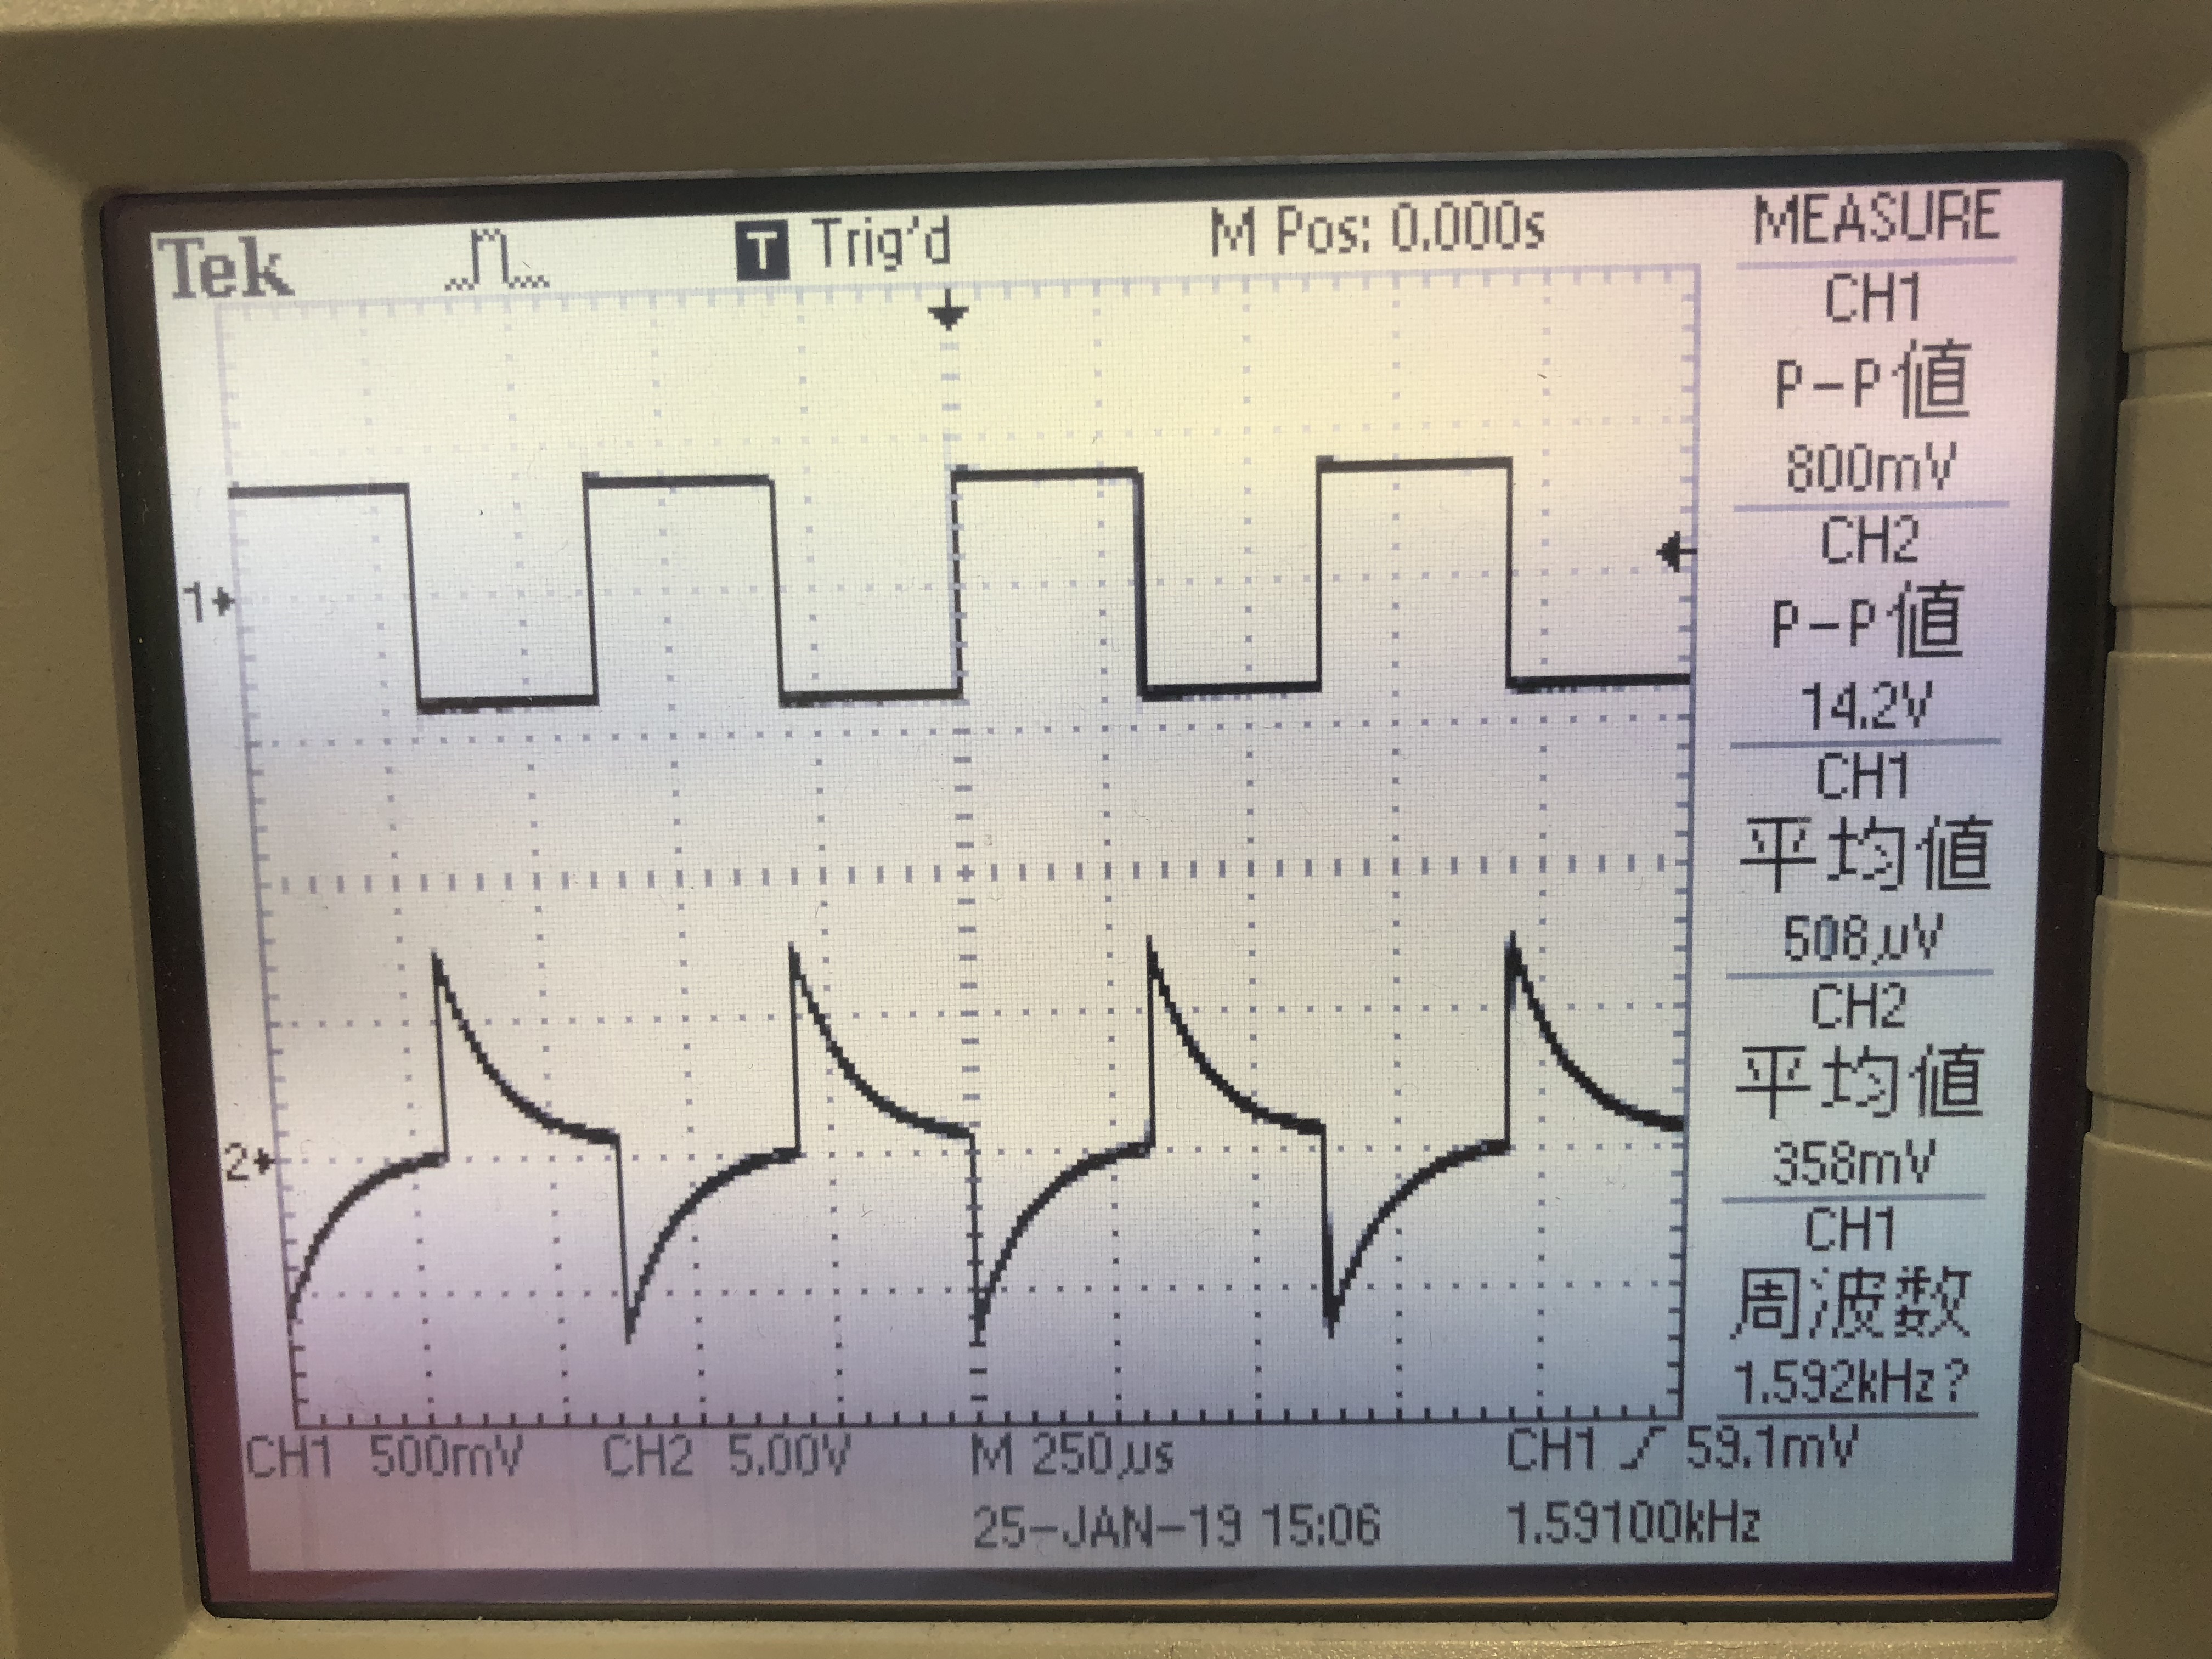 Tek T Trig'd M Pos: 0.000s MEASURE
CH1
P-P値
800mV
CH2
P-P値
14.2V
CH1
平均値
508µV
CH2
平均値
358mV
CH1
周波数
1.592kHz?
1
2
CH1 500mV CH2 5.00V M 250µs CH1 59.1mV
25-JAN-19 15:06 1.59100kHz